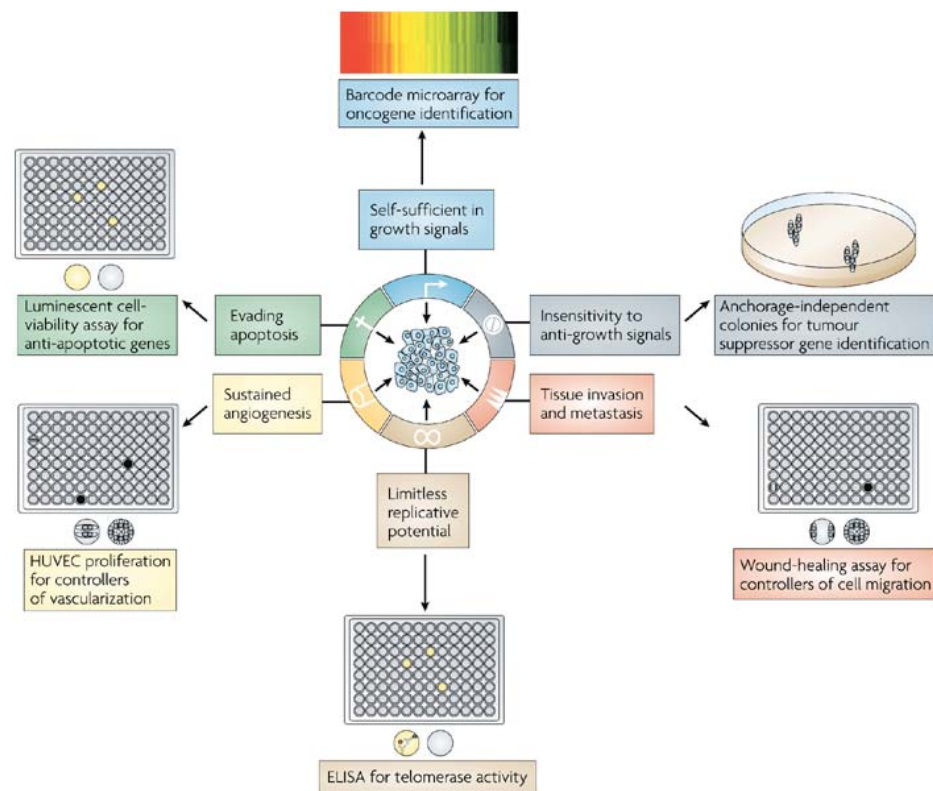 Barcode microarray for
oncogene identification
Self-sufficient in
growth signals
Luminescent cell-
viability assay for
anti-apoptotic genes
Evading
apoptosis
Insensitivity to
anti-growth signals
Anchorage-independent
colonies for tumour
suppressor gene identification
Sustained
angiogenesis
Tissue invasion
and metastasis
Limitless
replicative
potential
HUVEC proliferation
for controllers
of vascularization
Wound-healing assay for
controllers of cell migration
ELISA for telomerase activity